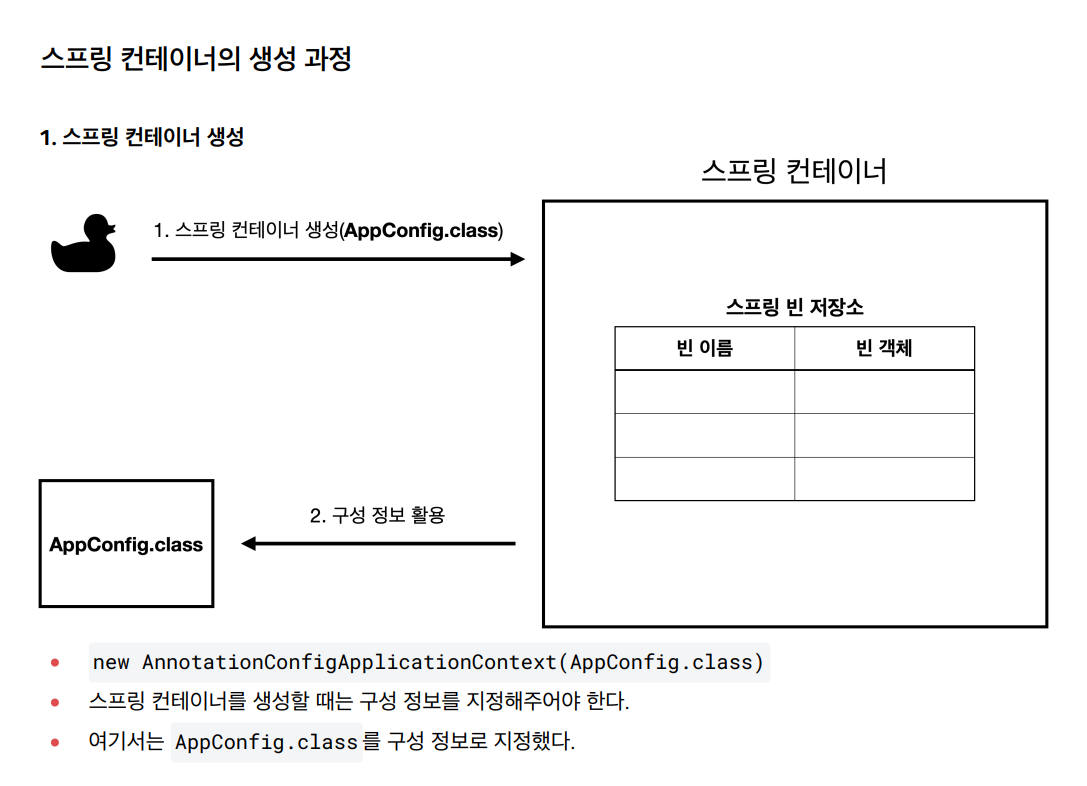 스프링 컨테이너의 생성 과정
1. 스프링 컨테이너 생성
스프링 컨테이너
1. 스프링 컨테이너 생성(AppConfig.class)
스프링 빈 저장소
빈 이름 빈 객체
2. 구성 정보 활용
AppConfig.class
new AnnotationConfigApplicationContext(AppConfig.class)
스프링 컨테이너를 생성할 때는 구성 정보를 지정해주어야 한다.
여기서는 AppConfig.class를 구성 정보로 지정했다.